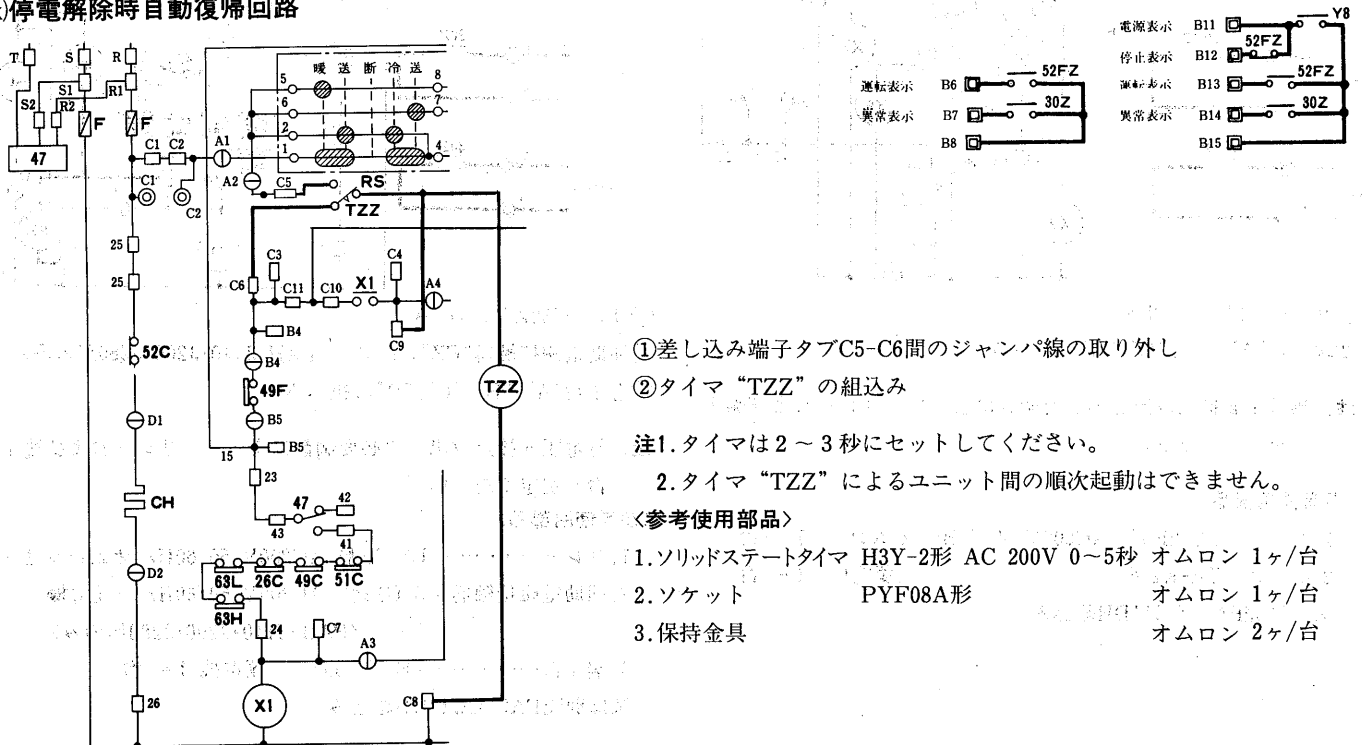 停電解除時自動復帰回路
T
S
R
S2
S1
R2
R1
F
F
47
C1
C2
A1
C1
C2
暖 送 断 冷 送
5
8
6
7
2
1
4
A2
C5
RS
TZZ
25
25
C3
C4
C6
C11
C10
X1
A4
B4
C9
52C
B4
49F
TZZ
D1
B5
B5
15
23
CH
47
42
43
41
D2
63L
26C
49C
51C
63H
24
C7
A3
26
X1
C8
運転表示 B6 52FZ
異常表示 B7 30Z
B8
電源表示 B11 Y8
停止表示 B12 52FZ
運転表示 B13 52FZ
異常表示 B14 30Z
B15
①差し込み端子タブC5-C6間のジャンパ線の取り外し
②タイマ“TZZ”の組込み
注1.タイマは2~3秒にセットしてください。
2.タイマ“TZZ”によるユニット間の順次起動はできません。
〈参考使用部品〉
1.ソリッドステートタイマ H3Y-2形 AC 200V 0~5秒 オムロン 1ヶ/台
2.ソケット PYF08A形 オムロン 1ヶ/台
3.保持金具 オムロン 2ヶ/台